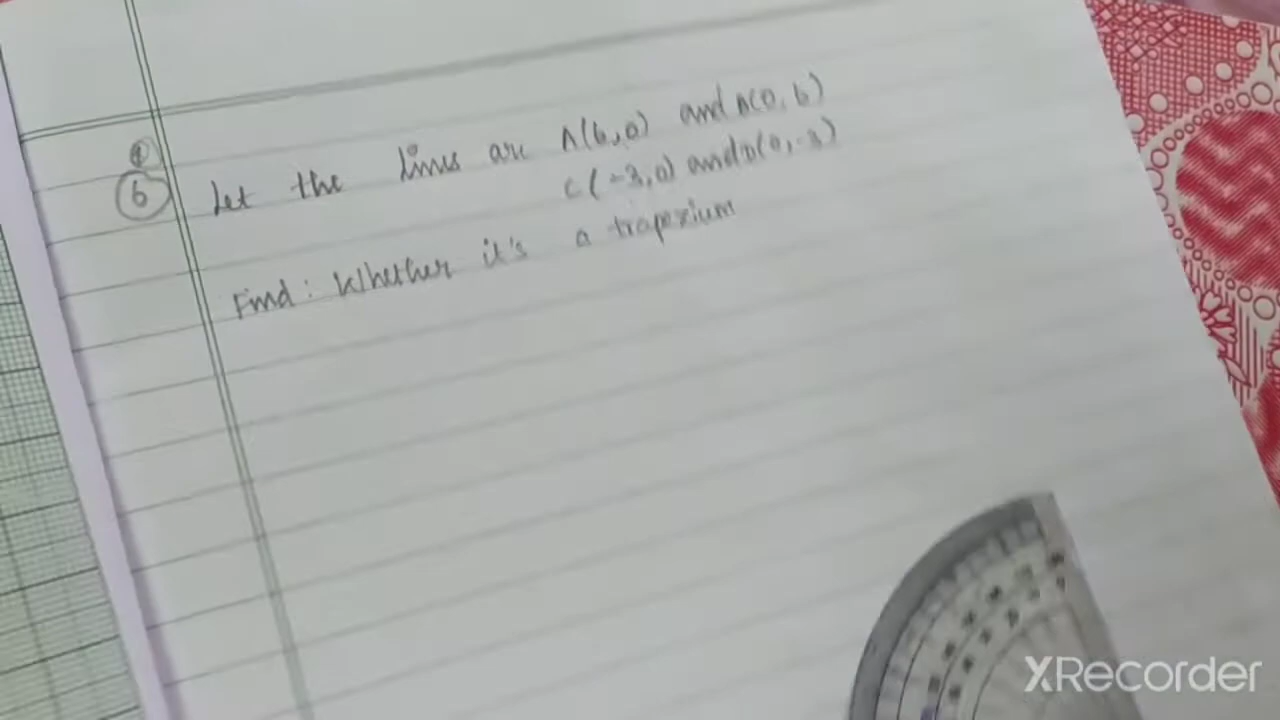 6 Let the lines are A(6,0) and B(0,6)
C(-3,0) and D(0,-3)
Find: Whether it's a trapezium
XRecorder